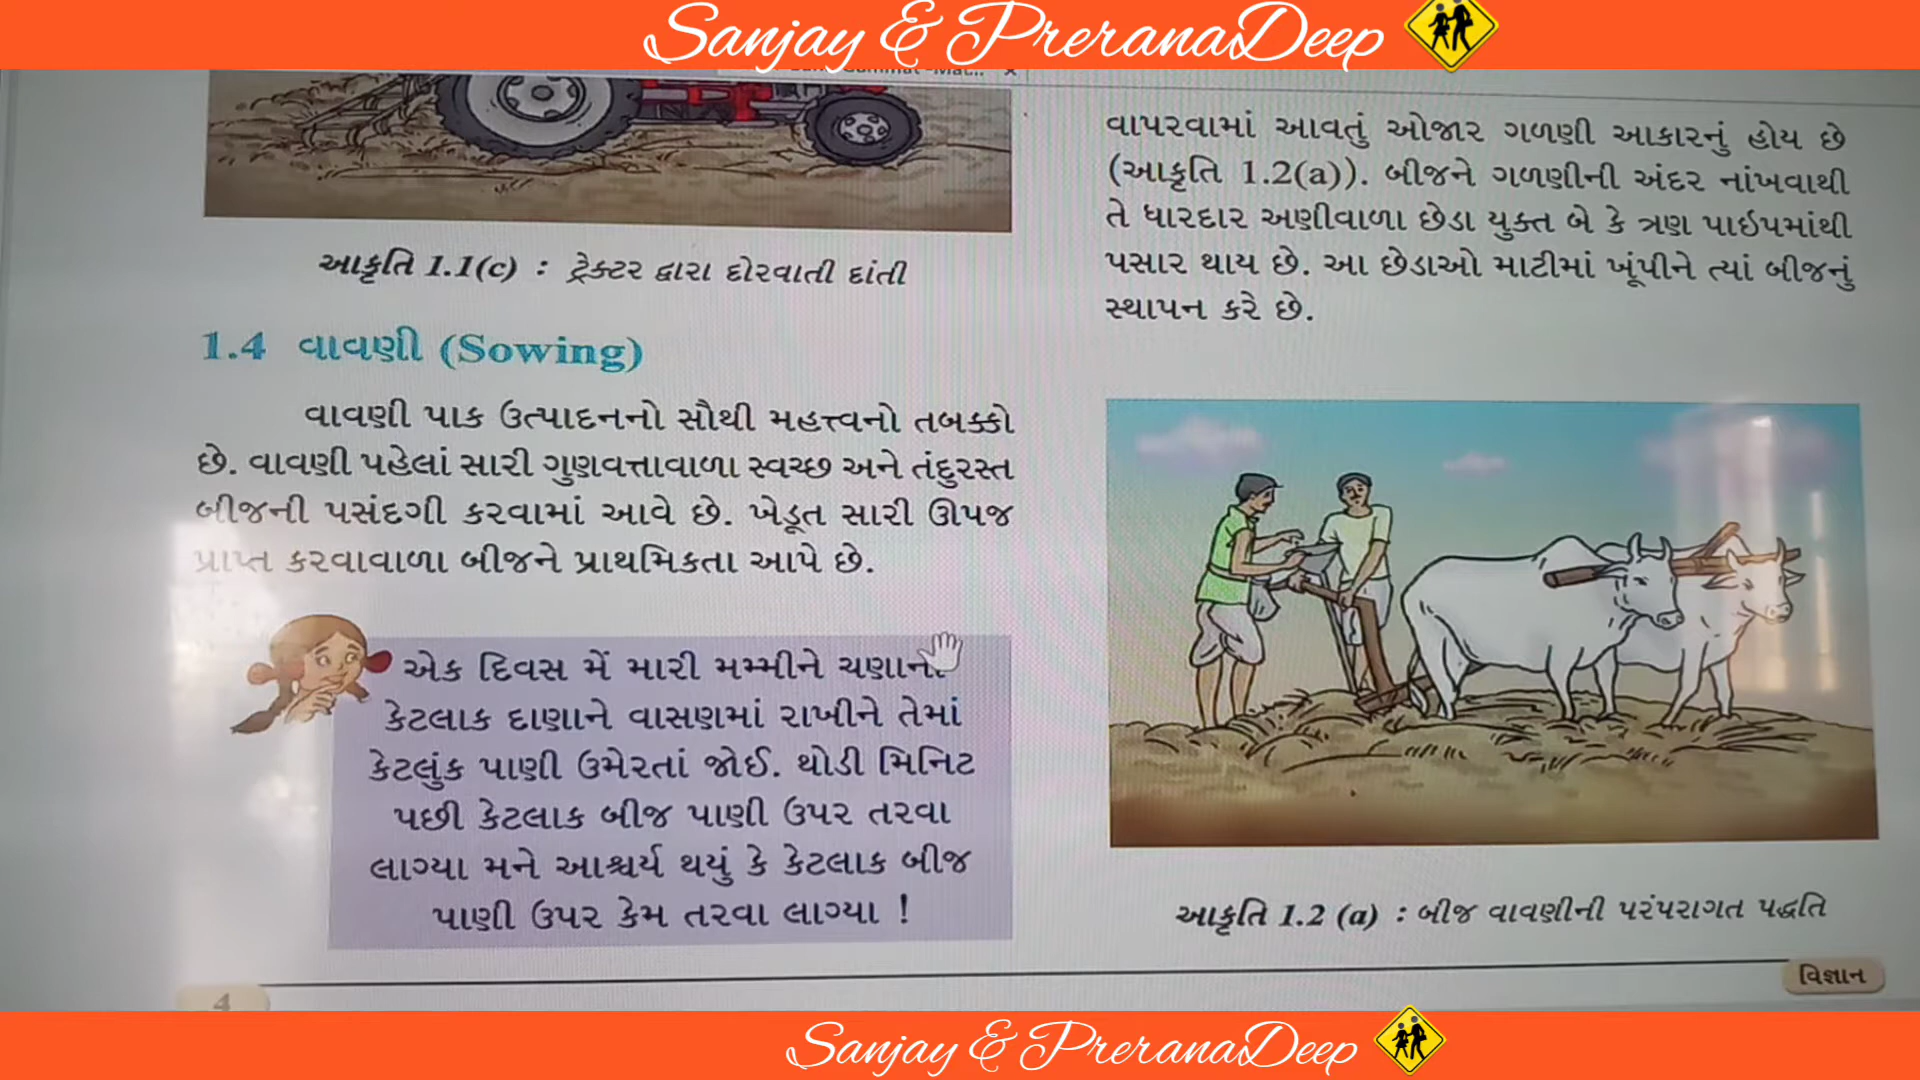 Sanjay & PreranaDeep
આકૃતિ 1.1(c) : ટ્રેક્ટર દ્વારા દોરવાતી દાંતી
1.4 વાવણી (Sowing)
વાવણી પાક ઉત્પાદનનો સૌથી મહત્ત્વનો તબક્કો
છે. વાવણી પહેલાં સારી ગુણવત્તાવાળા સ્વચ્છ અને તંદુરસ્ત
બીજની પસંદગી કરવામાં આવે છે. ખેડૂત સારી ઊપજ
પ્રાપ્ત કરવાવાળા બીજને પ્રાથમિકતા આપે છે.
એક દિવસ મેં મારી મમ્મીને ચણાના
કેટલાક દાણાને વાસણમાં રાખીને તેમાં
કેટલુંક પાણી ઉમેરતાં જોઈ. થોડી મિનિટ
પછી કેટલાક બીજ પાણી ઉપર તરવા
લાગ્યા મને આશ્ચર્ય થયું કે કેટલાક બીજ
પાણી ઉપર કેમ તરવા લાગ્યા !
4
વાપરવામાં આવતું ઓજાર ગળણી આકારનું હોય છે
(આકૃતિ 1.2(a)). બીજને ગળણીની અંદર નાંખવાથી
તે ધારદાર અણીવાળા છેડા યુક્ત બે કે ત્રણ પાઇપમાંથી
પસાર થાય છે. આ છેડાઓ માટીમાં ખૂંપીને ત્યાં બીજનું
સ્થાપન કરે છે.
આકૃતિ 1.2 (a) : બીજ વાવણીની પરંપરાગત પદ્ધતિ
વિજ્ઞાન
Sanjay & PreranaDeep